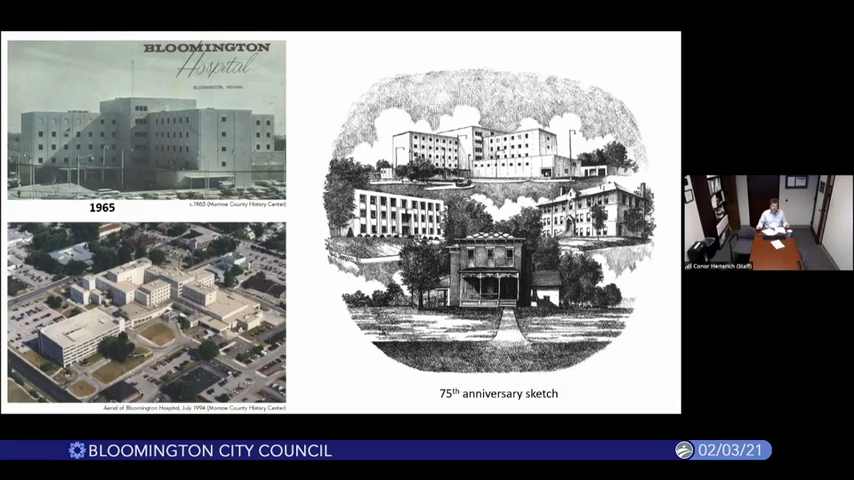 BLOOMINGTON
Hospital
BLOOMINGTON, INDIANA
c.1965 (Monroe County History Center)
1965
Aerial of Bloomington Hospital, July 1994 (Monroe County History Center)
75th anniversary sketch
Conor Herterich (Staff)
BLOOMINGTON CITY COUNCIL
02/03/21